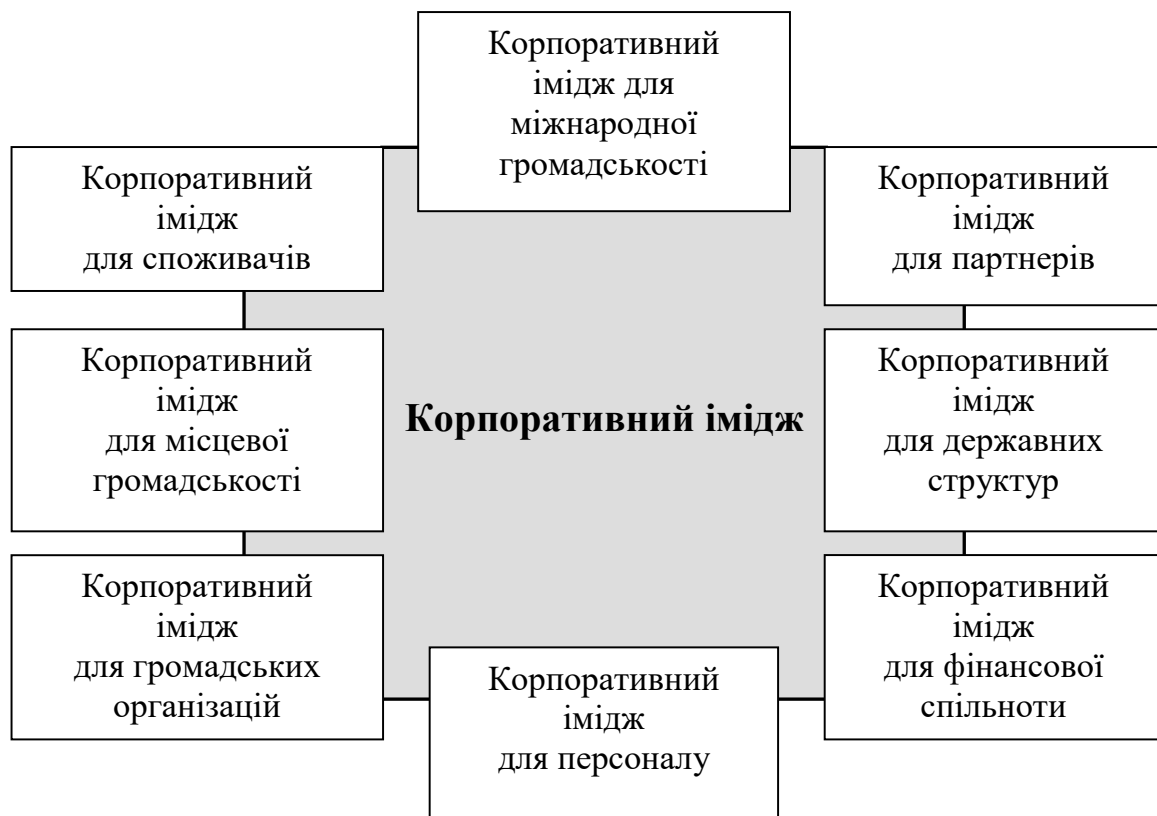 Корпоративний
імідж для
міжнародної
громадськості
Корпоративний
імідж
для споживачів
Корпоративний
імідж
для партнерів
Корпоративний
імідж
для місцевої
громадськості
Корпоративний імідж
Корпоративний
імідж
для державних
структур
Корпоративний
імідж
для громадських
організацій
Корпоративний
імідж
для персоналу
Корпоративний
імідж
для фінансової
спільноти